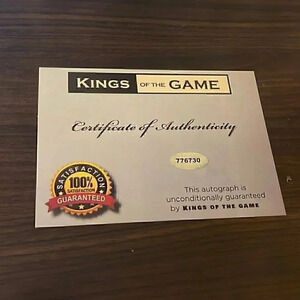 KINGS OF THE GAME
Certificate of Authenticity
776730
SATISFACTION
100%
SATISFACTION
GUARANTEED
This autograph is
unconditionally guaranteed
by KINGS OF THE GAME